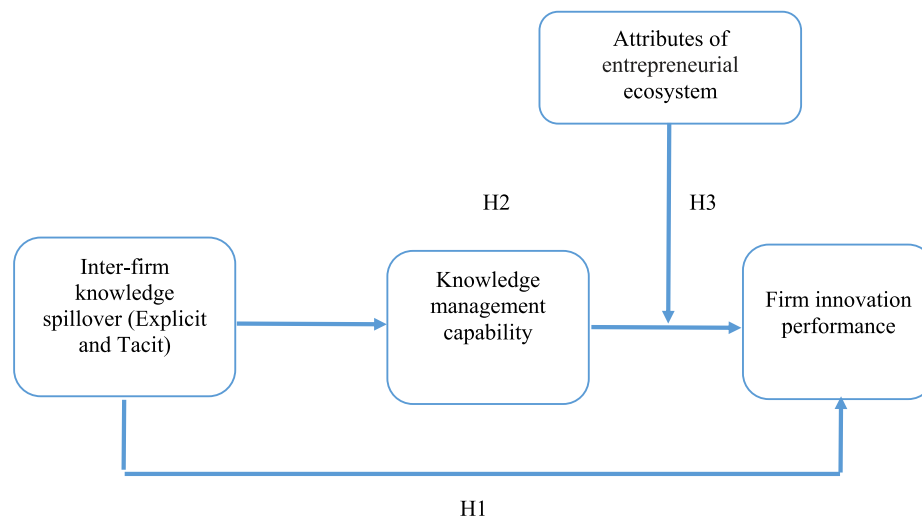 Attributes of
entrepreneurial
ecosystem
H2
H3
Inter-firm
knowledge
spillover (Explicit
and Tacit)
Knowledge
management
capability
Firm innovation
performance
H1